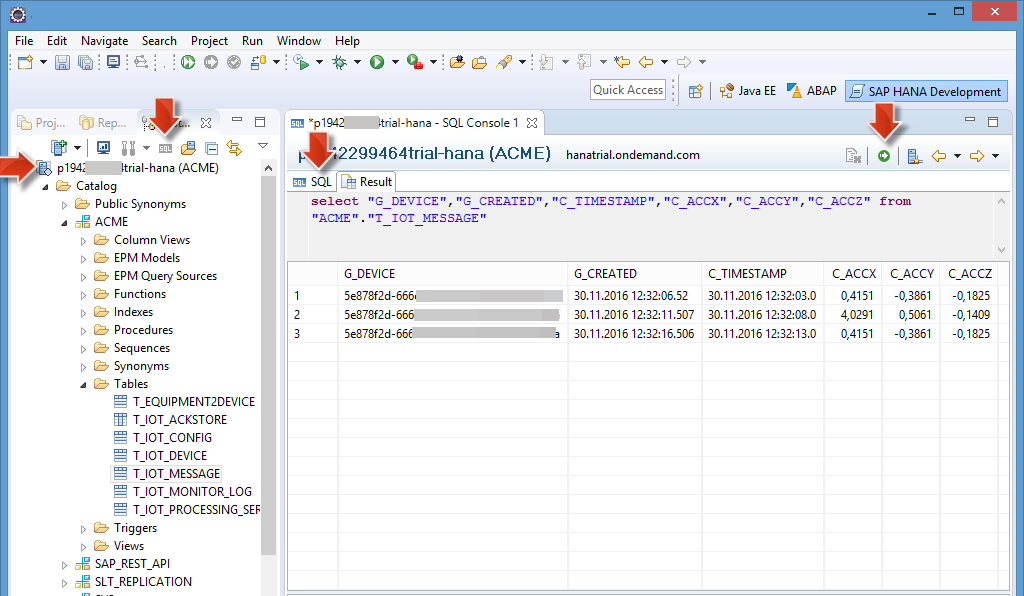 File Edit Navigate Search Project Run Window Help
Quick Access
Java EE
ABAP
SAP HANA Development
Proj...
Rep...
*p1942 trial-hana - SQL Console 1
2299464trial-hana (ACME) hanatrial.ondemand.com
SQL
Result
p1942 trial-hana (ACME)
Catalog
Public Synonyms
ACME
Column Views
EPM Models
EPM Query Sources
Functions
Indexes
Procedures
Sequences
Synonyms
Tables
T_EQUIPMENT2DEVICE
T_IOT_ACKSTORE
T_IOT_CONFIG
T_IOT_DEVICE
T_IOT_MESSAGE
T_IOT_MONITOR_LOG
T_IOT_PROCESSING_SER
Triggers
Views
SAP_REST_API
SLT_REPLICATION
select "G_DEVICE","G_CREATED","C_TIMESTAMP","C_ACCX","C_ACCY","C_ACCZ" from
"ACME"."T_IOT_MESSAGE"
G_DEVICE G_CREATED C_TIMESTAMP C_ACCX C_ACCY C_ACCZ
1 5e878f2d-666 30.11.2016 12:32:06.52 30.11.2016 12:32:03.0 0,4151 -0,3861 -0,1825
2 5e878f2d-666 30.11.2016 12:32:11.507 30.11.2016 12:32:08.0 4,0291 0,5061 -0,1409
3 5e878f2d-666 a 30.11.2016 12:32:16.506 30.11.2016 12:32:13.0 0,4151 -0,3861 -0,1825